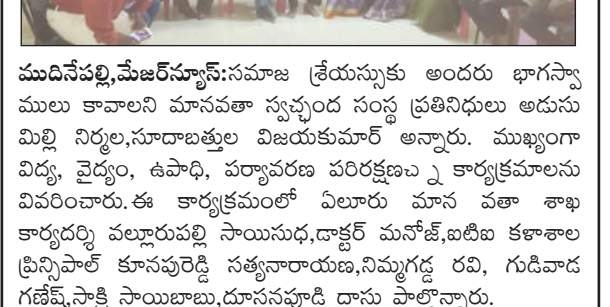 ముదినేపల్లి,మేజర్‌న్యూస్:సమాజ శ్రేయస్సుకు అందరు భాగస్వా
ములు కావాలని మానవతా స్వచ్ఛంద సంస్థ ప్రతినిధులు అడుసు
మిల్లి నిర్మల,సూదాబత్తుల విజయకుమార్ అన్నారు. ముఖ్యంగా
విద్య, వైద్యం, ఉపాధి, పర్యావరణ పరిరక్షణచ ్న కార్యక్రమాలను
వివరించారు.ఈ కార్యక్రమంలో ఏలూరు మాన వతా శాఖ
కార్యదర్శి వల్లూరుపల్లి సాయిసుధ,డాక్టర్ మనోజ్,ఐటిఐ కళాశాల
ప్రిన్సిపాల్ కూనపురెడ్డి సత్యనారాయణ,నిమ్మగడ్డ రవి, గుడివాడ
గణేష్,సాక్షి సాయిబాబు,దూసనపూడి దాసు పాల్గొన్నారు.